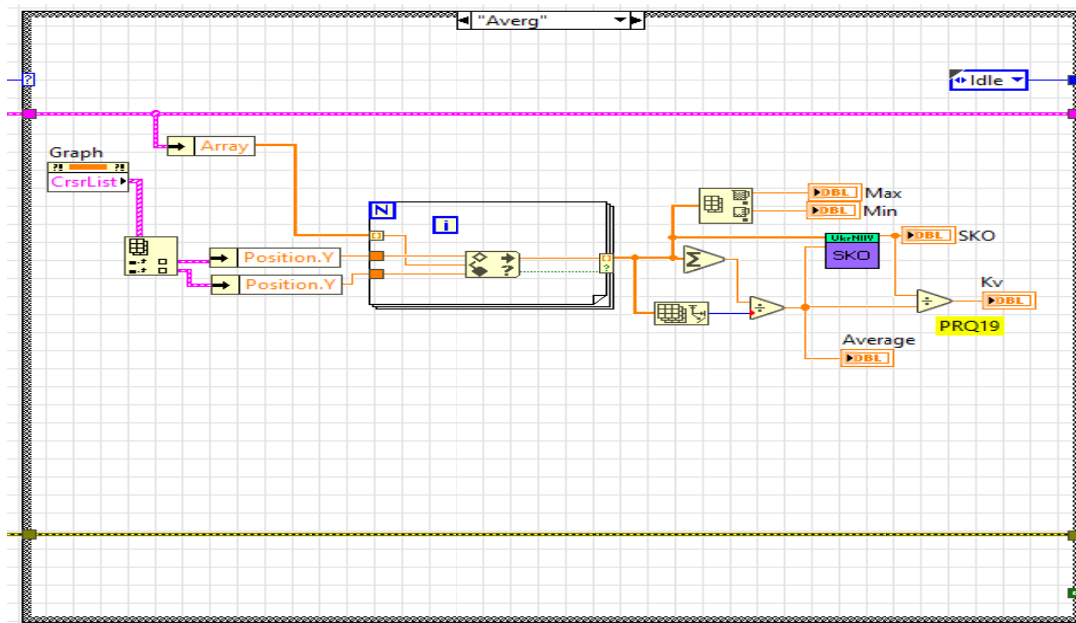 "Averg"
?
Idle
Array
Graph
?! ?!
CrsrList
N
i
Position.Y
Position.Y
?
?
DBL Max
DBL Min
UkrNIIV
SKO
DBL SKO
Σ
÷
÷
Kv
DBL
PRQ19
Average
DBL